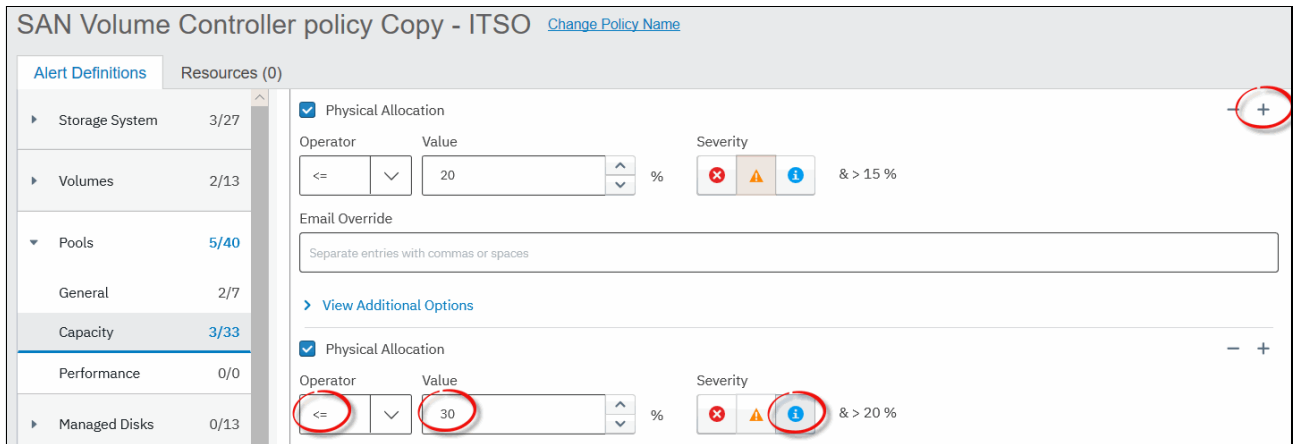 SAN Volume Controller policy Copy - ITSO Change Policy Name
Alert Definitions Resources (0)
Storage System 3/27
Volumes 2/13
Pools 5/40
General 2/7
Capacity 3/33
Performance 0/0
Managed Disks 0/13
Physical Allocation
Operator Value Severity
<= 20 % & > 15 %
Email Override
Separate entries with commas or spaces
View Additional Options
Physical Allocation
Operator Value Severity
<= 30 % & > 20 %